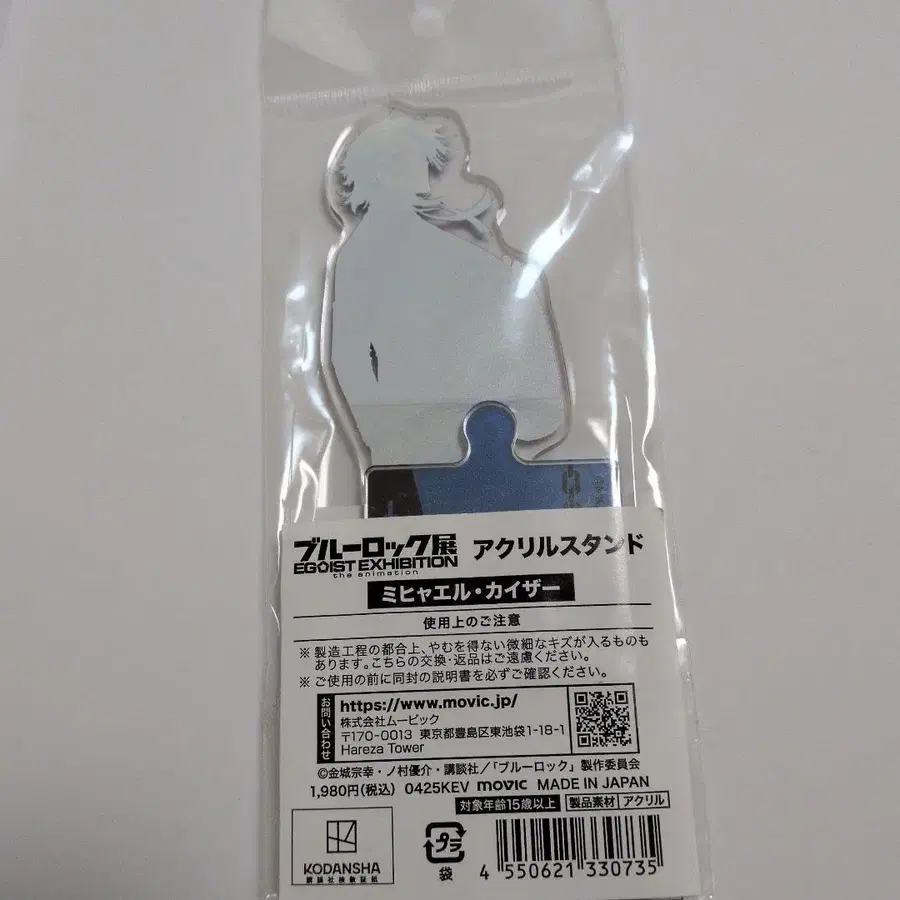 ブルーロック展
EGOIST EXHIBITION
the animation
アクリルスタンド
ミヒャエル・カイザー
使用上のご注意
※製造工程の都合上、やむを得ない微細なキズが入るものも
あります。こちらの交換・返品はご遠慮ください。
※ご使用の前に同封の説明書を必ずご確認ください。
お問い合わせ
https://www.movic.jp/
株式会社ムービック
〒170-0013 東京都豊島区東池袋1-18-1
Hareza Tower
©金城宗幸・ノ村優介・講談社／「ブルーロック」製作委員会
1,980円(税込) 0425KEV movic MADE IN JAPAN
対象年齢15歳以上 製品素材 アクリル
KODANSHA
講談社検数証紙
プラ
袋
4 550621 330735